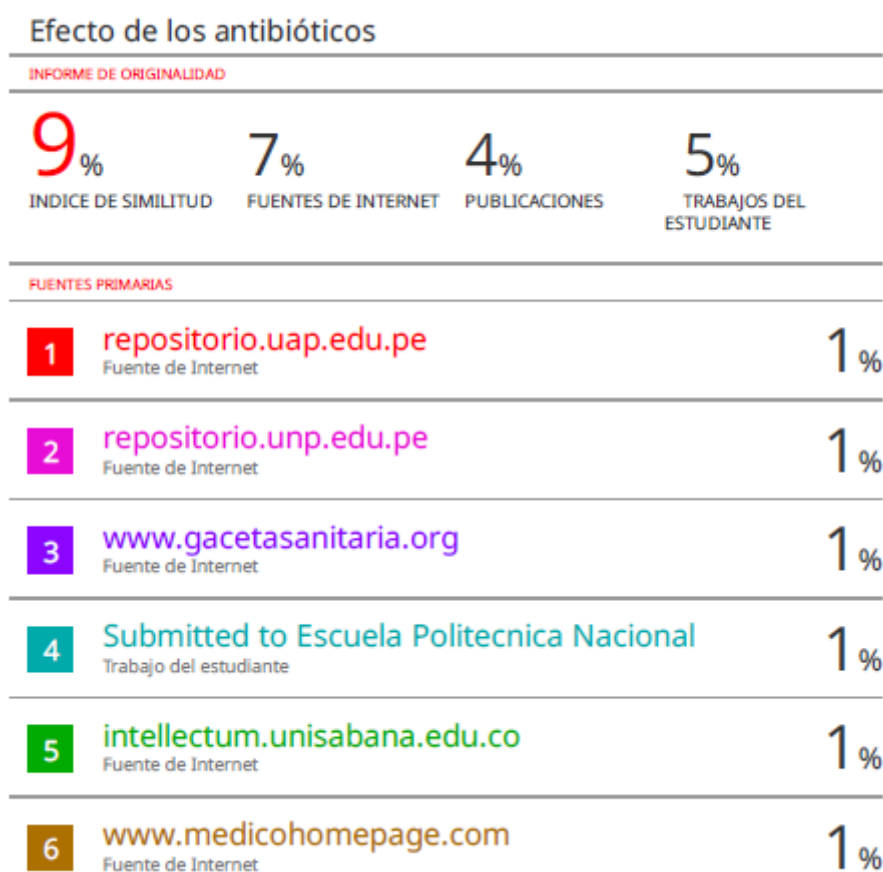 Efecto de los antibióticos
INFORME DE ORIGINALIDAD
9%
7%
4%
5%
INDICE DE SIMILITUD
FUENTES DE INTERNET
PUBLICACIONES
TRABAJOS DEL
ESTUDIANTE
FUENTES PRIMARIAS
1
repositorio.uap.edu.pe
Fuente de Internet
1%
2
repositorio.unp.edu.pe
Fuente de Internet
1%
3
www.gacetasanitaria.org
Fuente de Internet
1%
4
Submitted to Escuela Politecnica Nacional
Trabajo del estudiante
1%
5
intellectum.unisabana.edu.co
Fuente de Internet
1%
6
www.medicohomepage.com
Fuente de Internet
1%